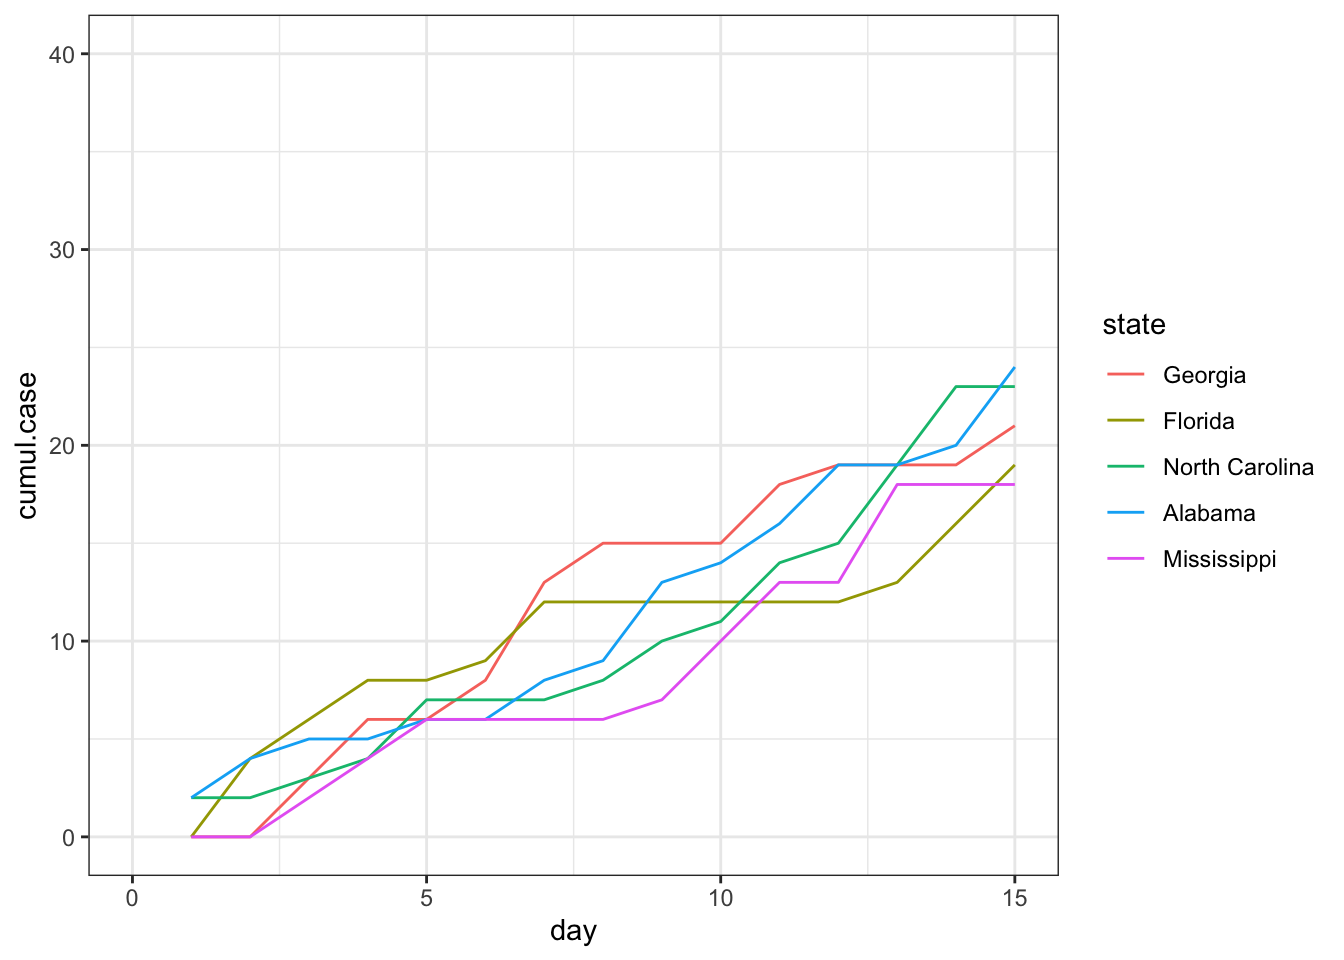 40
30
20
10
0
cumul.case
0 5 10 15
day
state
Georgia
Florida
North Carolina
Alabama
Mississippi